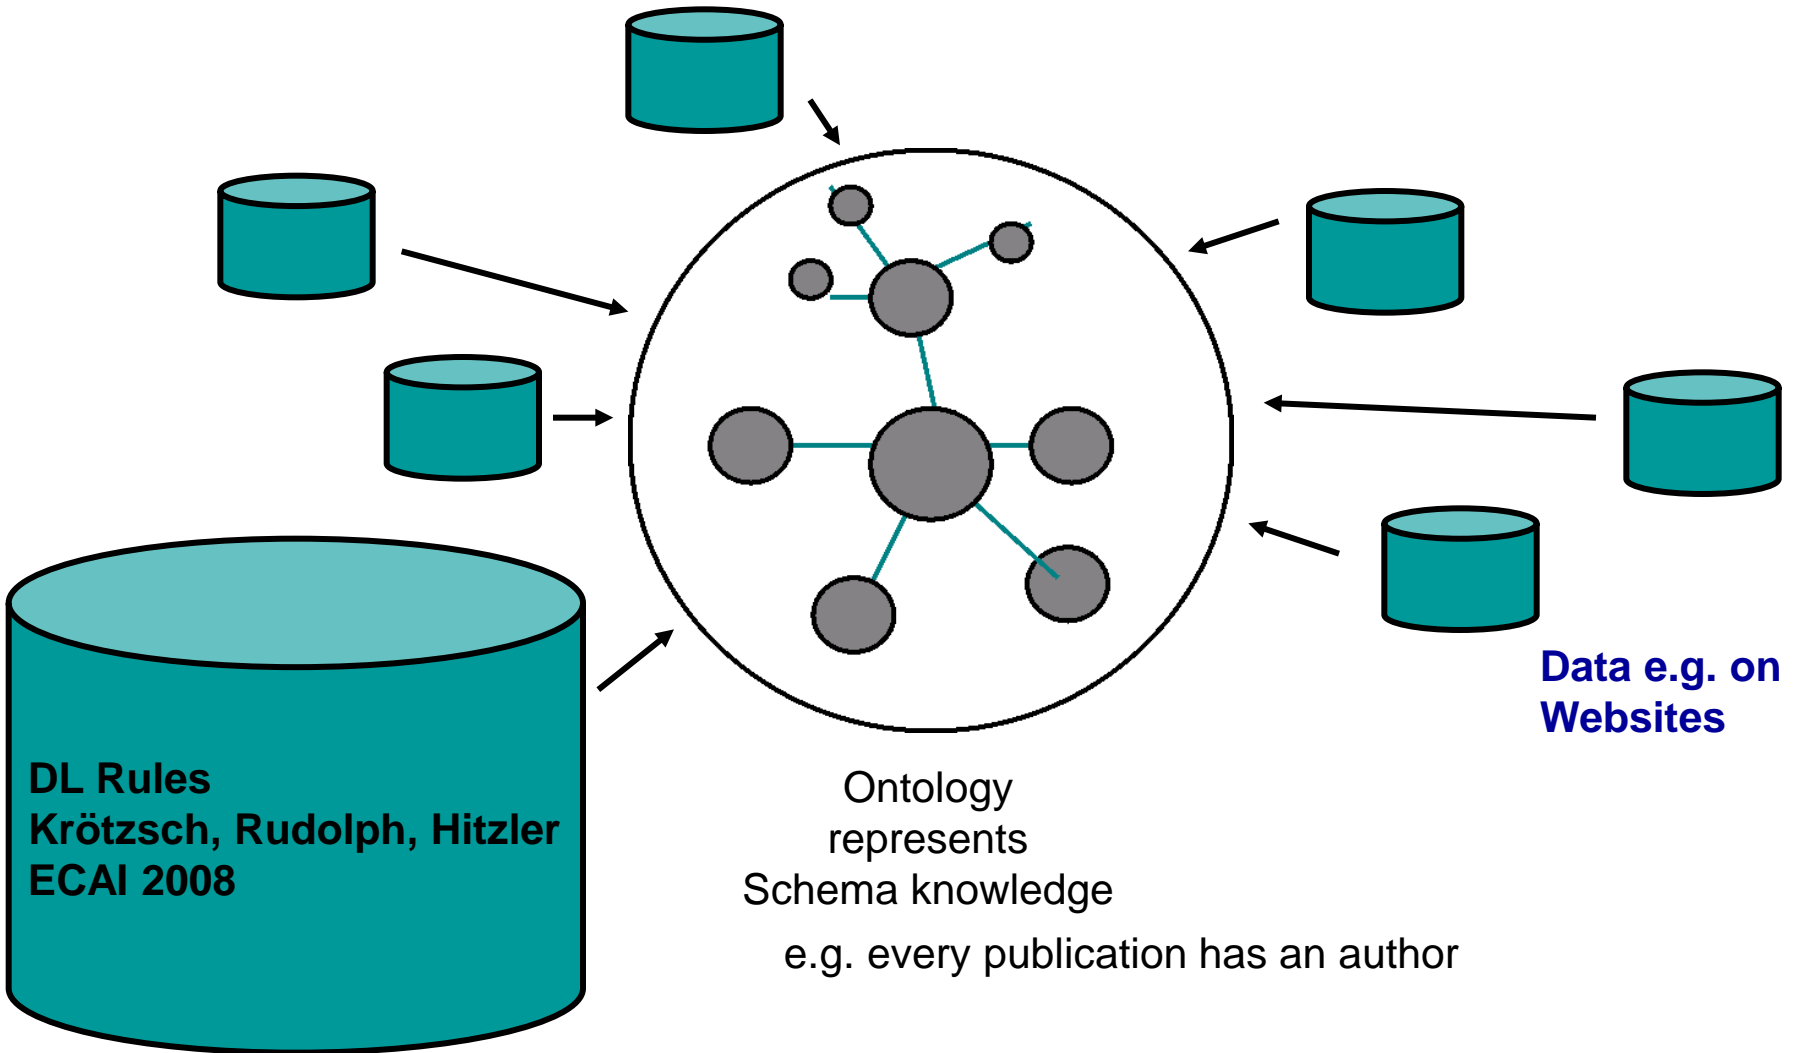 Data e.g. on
Websites
DL Rules
Krötzsch, Rudolph, Hitzler
ECAI 2008
Ontology
represents
Schema knowledge
e.g. every publication has an author